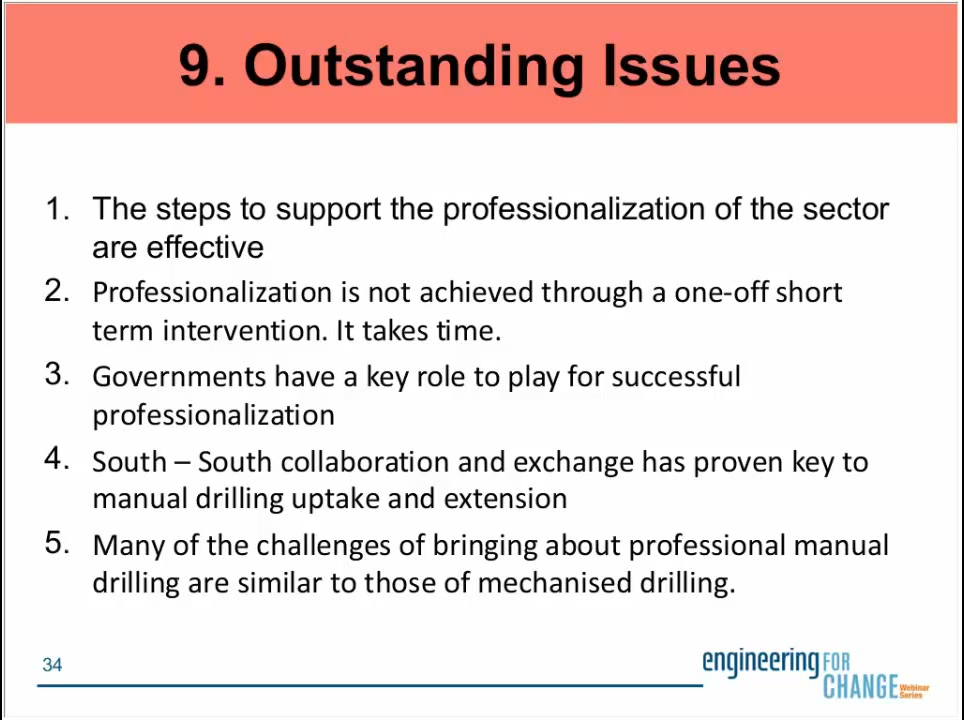 9. Outstanding Issues
1. The steps to support the professionalization of the sector
are effective
2. Professionalization is not achieved through a one-off short
term intervention. It takes time.
3. Governments have a key role to play for successful
professionalization
4. South – South collaboration and exchange has proven key to
manual drilling uptake and extension
5. Many of the challenges of bringing about professional manual
drilling are similar to those of mechanised drilling.
34
engineering FOR
CHANGE Webinar
Series